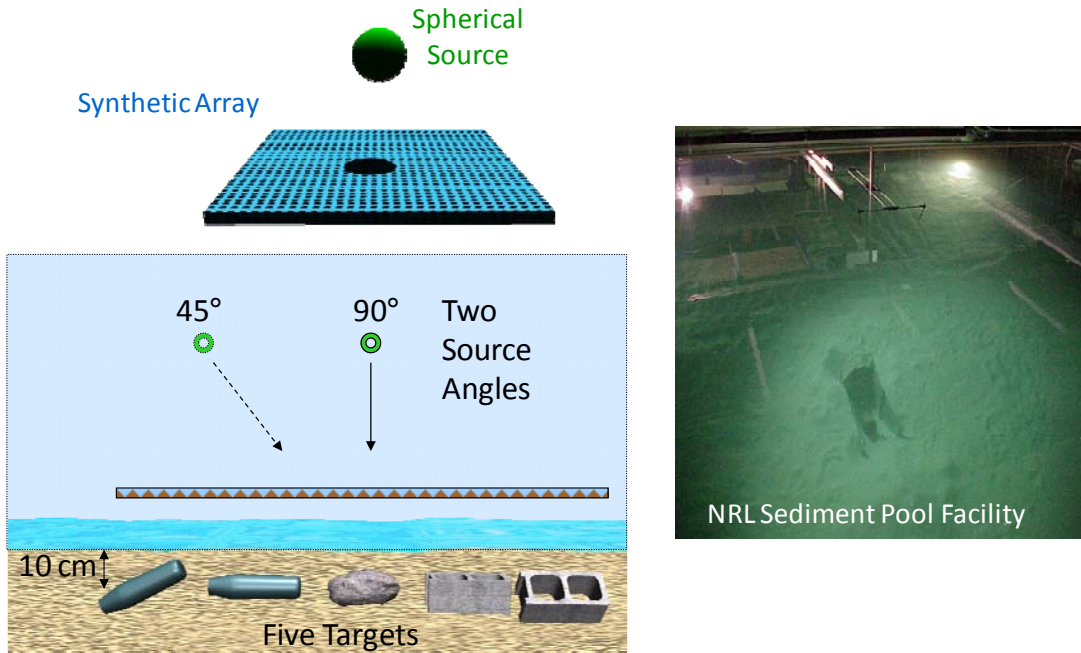 Spherical
Source
Synthetic Array
45°
90°
Two
Source
Angles
10 cm
Five Targets
NRL Sediment Pool Facility